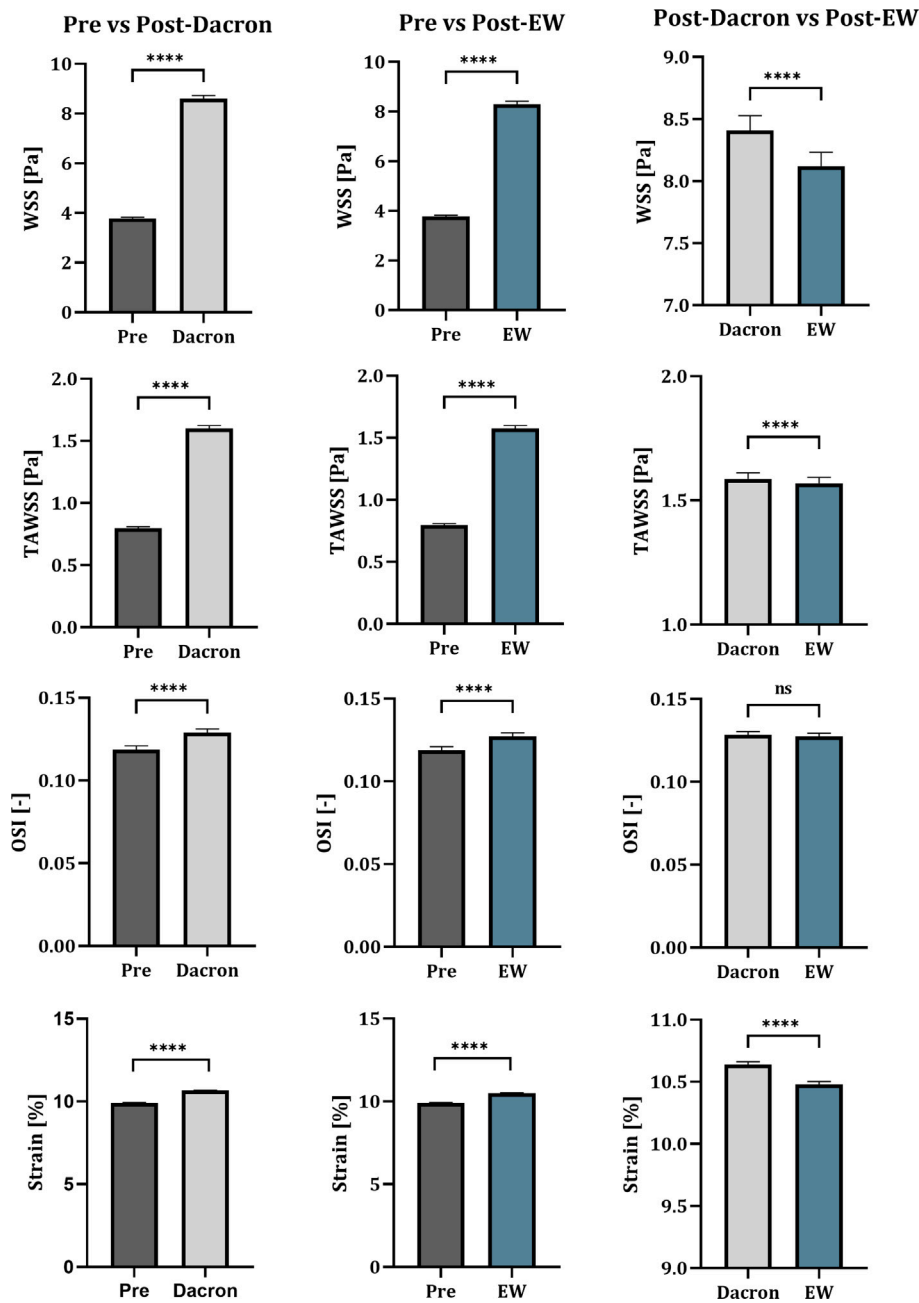 Pre vs Post-Dacron
Pre vs Post-EW
Post-Dacron vs Post-EW
WSS [Pa]
10
8
6
4
2
0
****
Pre Dacron
WSS [Pa]
10
8
6
4
2
0
****
Pre EW
WSS [Pa]
9.0
8.5
8.0
7.5
7.0
****
Dacron EW
TAWSS [Pa]
2.0
1.5
1.0
0.5
0.0
****
Pre Dacron
TAWSS [Pa]
2.0
1.5
1.0
0.5
0.0
****
Pre EW
TAWSS [Pa]
2.0
1.5
1.0
****
Dacron EW
OSI [-]
0.15
0.10
0.05
0.00
****
Pre Dacron
OSI [-]
0.15
0.10
0.05
0.00
****
Pre EW
OSI [-]
0.15
0.10
0.05
0.00
ns
Dacron EW
Strain [%]
15
10
5
0
****
Pre Dacron
Strain [%]
15
10
5
0
****
Pre EW
Strain [%]
11.0
10.5
10.0
9.5
9.0
****
Dacron EW